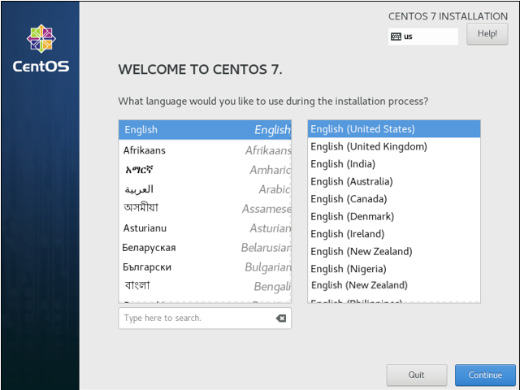 CENTOS 7 INSTALLATION
us
Help!
CentOS
WELCOME TO CENTOS 7.
What language would you like to use during the installation process?
English English
Afrikaans Afrikaans
አማርኛ Amharic
العربية Arabic
অসমীয়া Assamese
Asturianu Asturian
Беларуская Belarusian
Български Bulgarian
বাংলা Bengali
English (United States)
English (United Kingdom)
English (India)
English (Australia)
English (Canada)
English (Denmark)
English (Ireland)
English (New Zealand)
English (Nigeria)
English (New Zealand)
English (Philippines)
Type here to search.
Quit
Continue